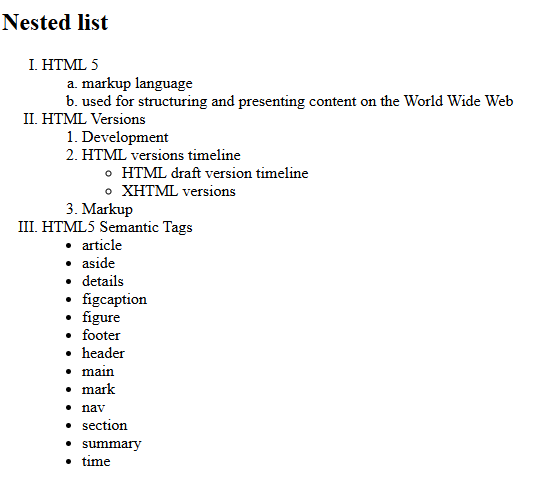 Nested list
I. HTML 5
a. markup language
b. used for structuring and presenting content on the World Wide Web
II. HTML Versions
1. Development
2. HTML versions timeline
HTML draft version timeline
XHTML versions
3. Markup
III. HTML5 Semantic Tags
article
aside
details
figcaption
figure
footer
header
main
mark
nav
section
summary
time